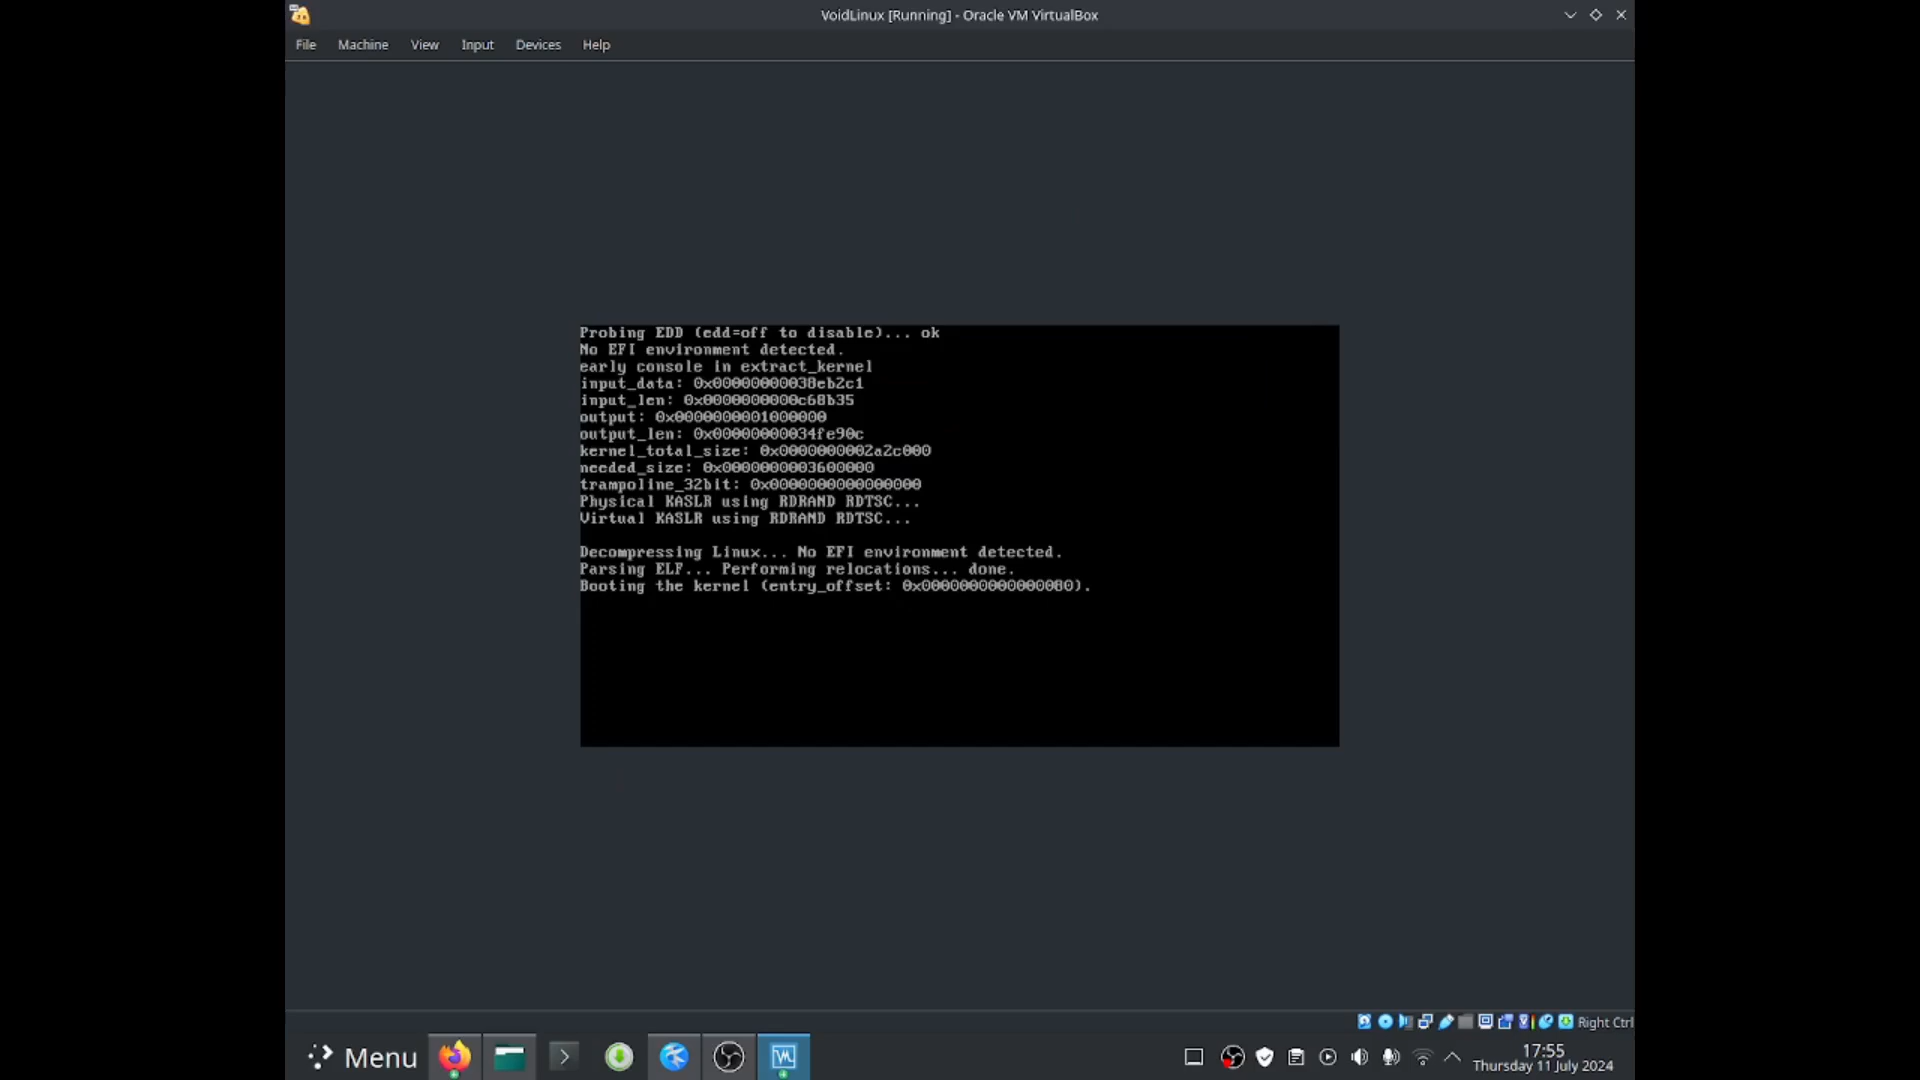 VoidLinux [Running] - Oracle VM VirtualBox
File Machine View Input Devices Help
Probing EDD (edd=off to disable)... ok
No EFI environment detected.
early console in extract_kernel
input_data: 0x00000000038eb2c1
input_len: 0x0000000000c68b35
output: 0x0000000001000000
output_len: 0x00000000034fe90c
kernel_total_size: 0x0000000002a2c000
needed_size: 0x0000000003600000
trampoline_32bit: 0x0000000000000000
Physical KASLR using RDRAND RDTSC...
Virtual KASLR using RDRAND RDTSC...
Decompressing Linux... No EFI environment detected.
Parsing ELF... Performing relocations... done.
Booting the kernel (entry_offset: 0x0000000000000080).
Right Ctrl
Menu
17:55
Thursday 11 July 2024